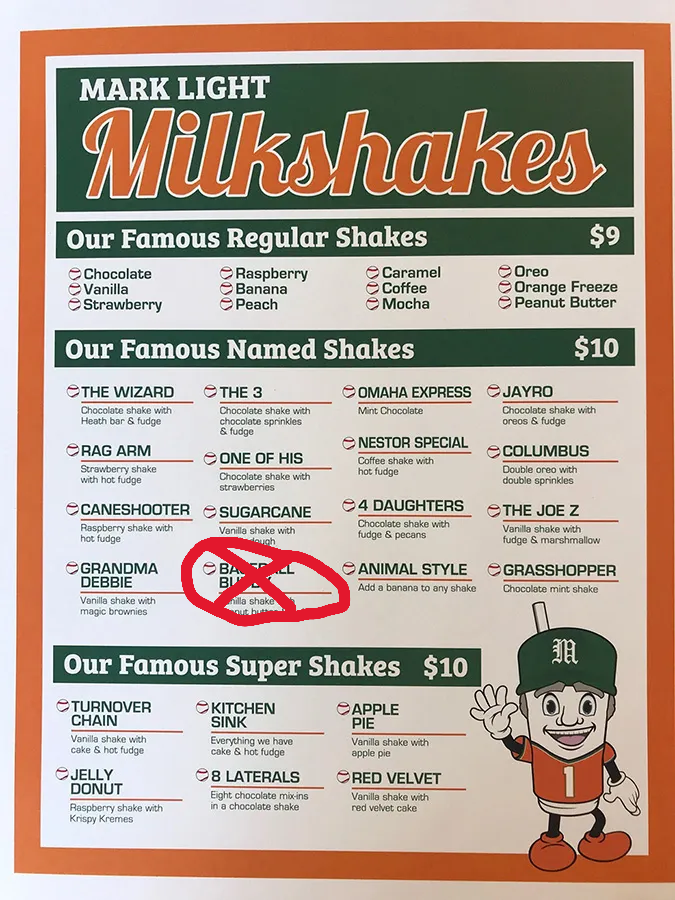 MARK LIGHT
Milkshakes
Our Famous Regular Shakes $9
Chocolate
Vanilla
Strawberry
Raspberry
Banana
Peach
Caramel
Coffee
Mocha
Oreo
Orange Freeze
Peanut Butter
Our Famous Named Shakes $10
THE WIZARD
Chocolate shake with
Heath bar & fudge
RAG ARM
Strawberry shake
with hot fudge
CANESHOOTER
Raspberry shake with
hot fudge
GRANDMA
DEBBIE
Vanilla shake with
magic brownies
THE 3
Chocolate shake with
chocolate sprinkles
& fudge
ONE OF HIS
Chocolate shake with
strawberries
SUGARCANE
Vanilla shake with
BASEBALL
shake
OMAHA EXPRESS
Mint Chocolate
NESTOR SPECIAL
Coffee shake with
hot fudge
4 DAUGHTERS
Chocolate shake with
fudge & pecans
ANIMAL STYLE
Add a banana to any shake
JAYRO
Chocolate shake with
oreos & fudge
COLUMBUS
Double oreo with
double sprinkles
THE JOE Z
Vanilla shake with
fudge & marshmallow
GRASSHOPPER
Chocolate mint shake
Our Famous Super Shakes $10
TURNOVER
CHAIN
Vanilla shake with
cake & hot fudge
JELLY
DONUT
Raspberry shake with
Krispy Kremes
KITCHEN
SINK
Everything we have
cake & hot fudge
8 LATERALS
Eight chocolate mix-ins
in a chocolate shake
APPLE
PIE
Vanilla shake with
apple pie
RED VELVET
Vanilla shake with
red velvet cake
M
1